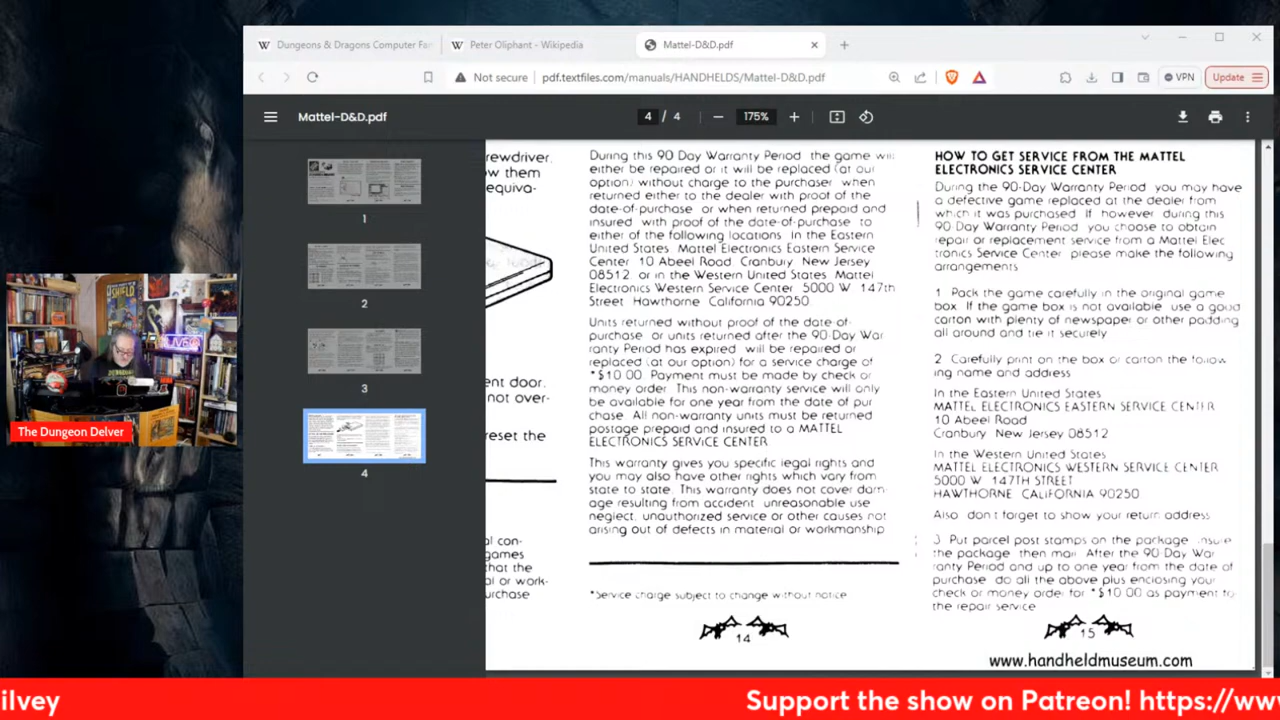 Dungeons & Dragons Computer Fan
Peter Oliphant - Wikipedia
Mattel-D&D.pdf
Not secure
pdf.textfiles.com/manuals/HANDHELDS/Mattel-D&D.pdf
VPN
Update
Mattel-D&D.pdf
4 / 4
175%
1
2
3
4
rewdriver.
ow them
equiva-
ent door.
not over-
reset the
al con-
games
that the
al or work-
urchase
During this 90 Day Warranty Period the game will
either be repaired or it will be replaced (at our
option) without charge to the purchaser when
returned either to the dealer with proof of the
date-of-purchase or when returned prepaid and
insured with proof of the date-of-purchase to
either of the following locations In the Eastern
United States Mattel Electronics Eastern Service
Center 10 Abeel Road Cranbury New Jersey
08512 or in the Western United States Mattel
Electronics Western Service Center 5000 W 147th
Street Hawthorne California 90250
Units returned without proof of the date-of-
purchase or units returned after the 90-Day War
ranty Period has expired will be repaired or
replaced (at our option) for a service charge of
*$10 00 Payment must be made by check or
money order This non-warranty service will only
be available for one year from the date of pur
chase All non-warranty units must be returned
postage prepaid and insured to a MATTEL
ELECTRONICS SERVICE CENTER
This warranty gives you specific legal rights and
you may also have other rights which vary from
state to state. This warranty does not cover dam-
age resulting from accident unreasonable use
neglect, unauthorized service or other causes not
arising out of defects in material or workmanship
*Service charge subject to change without notice
14
HOW TO GET SERVICE FROM THE MATTEL
ELECTRONICS SERVICE CENTER
During the 90-Day Warranty Period you may have
a defective game replaced at the dealer from
which it was purchased If however during this
90 Day Warranty Period you choose to obtain
repair or replacement service from a Mattel Elec
tronics Service Center please make the following
arrangements
1 Pack the game carefully in the original game
box. If the game box is not available use a good
carton with plenty of newspaper or other padding
all around and tie it securely
2 Carefully print on the box or carton the follow
ing name and address
In the Eastern United States
MATTEL ELECTRONICS EASTERN SERVICE CENTER
10 Abeel Road
Cranbury New Jersey 08512
In the Western United States
MATTEL ELECTRONICS WESTERN SERVICE CENTER
5000 W 147TH STREET
HAWTHORNE CALIFORNIA 90250
Also don't forget to show your return address
3 Put parcel post stamps on the package insure
the package then mail After the 90 Day War
ranty Period and up to one year from the date of
purchase do all the above plus enclosing your
check or money order for *$10 00 as payment for
the repair service
15
www.handheldmuseum.com
The Dungeon Delver
ilvey
Support the show on Patreon! https://ww